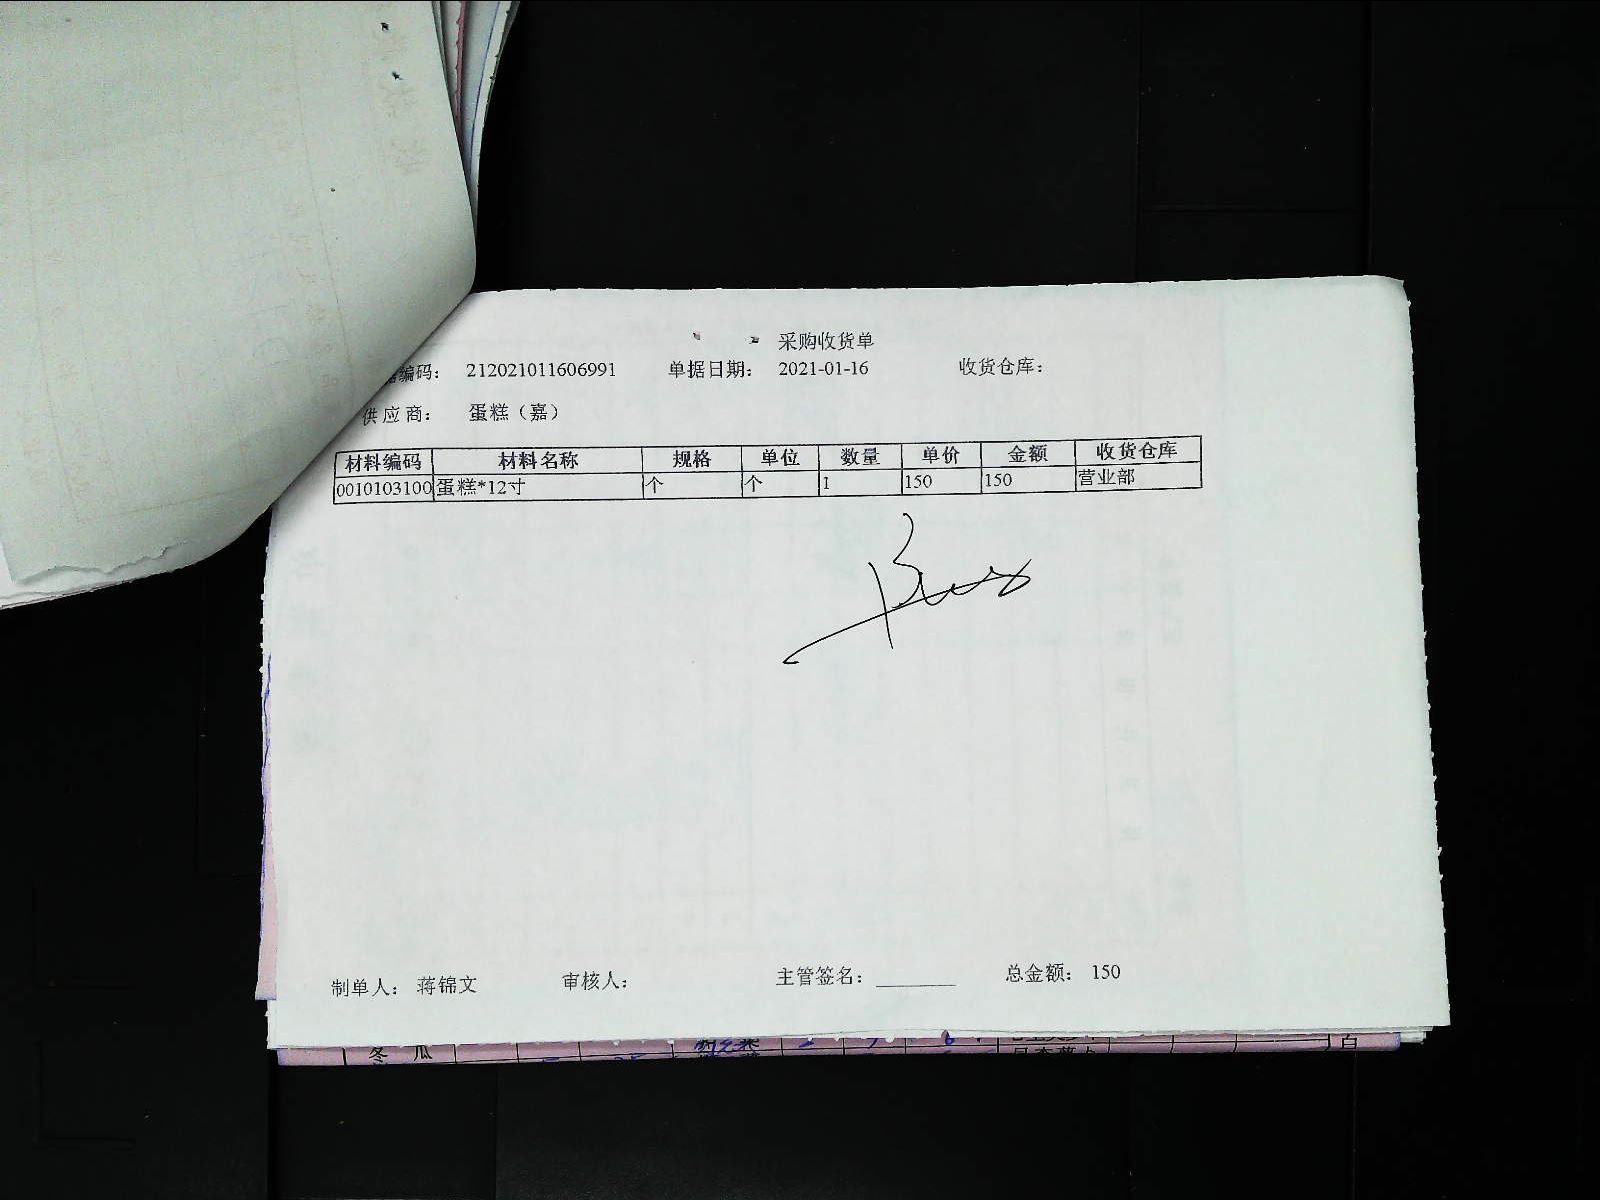 采购收货单
编码： 212021011606991 单据日期： 2021-01-16 收货仓库：
供应商： 蛋糕（嘉）
材料编码 材料名称 规格 单位 数量 单价 金额 收货仓库
0010103100 蛋糕*12寸 个 个 1 150 150 营业部
制单人： 蒋锦文 审核人： 主管签名： 总金额： 150
冬 瓜